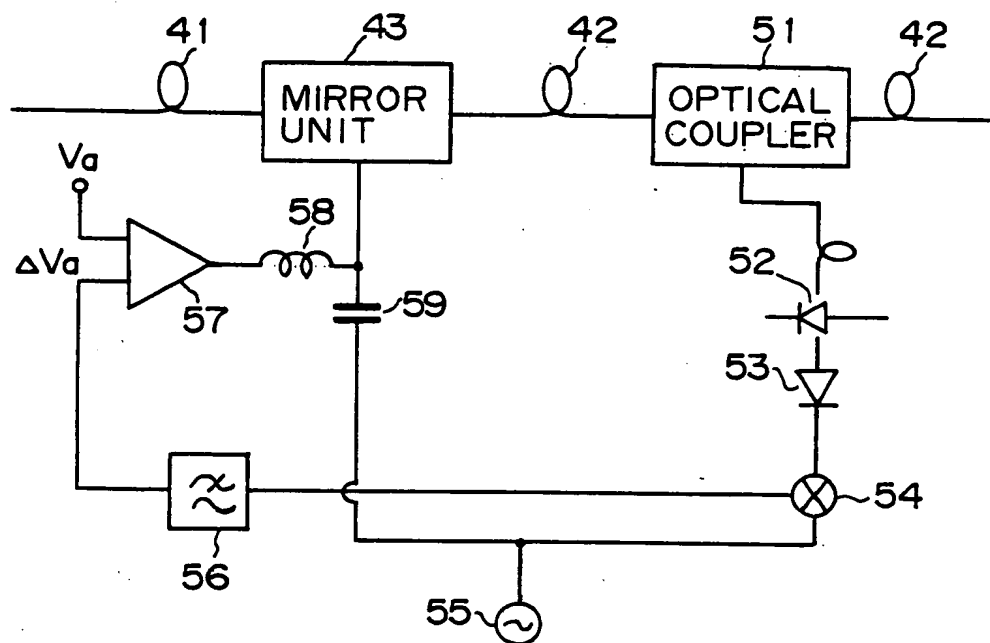 41
43
42
51
42
MIRROR
UNIT
OPTICAL
COUPLER
Va
58
ΔVa
52
57
59
53
54
56
55